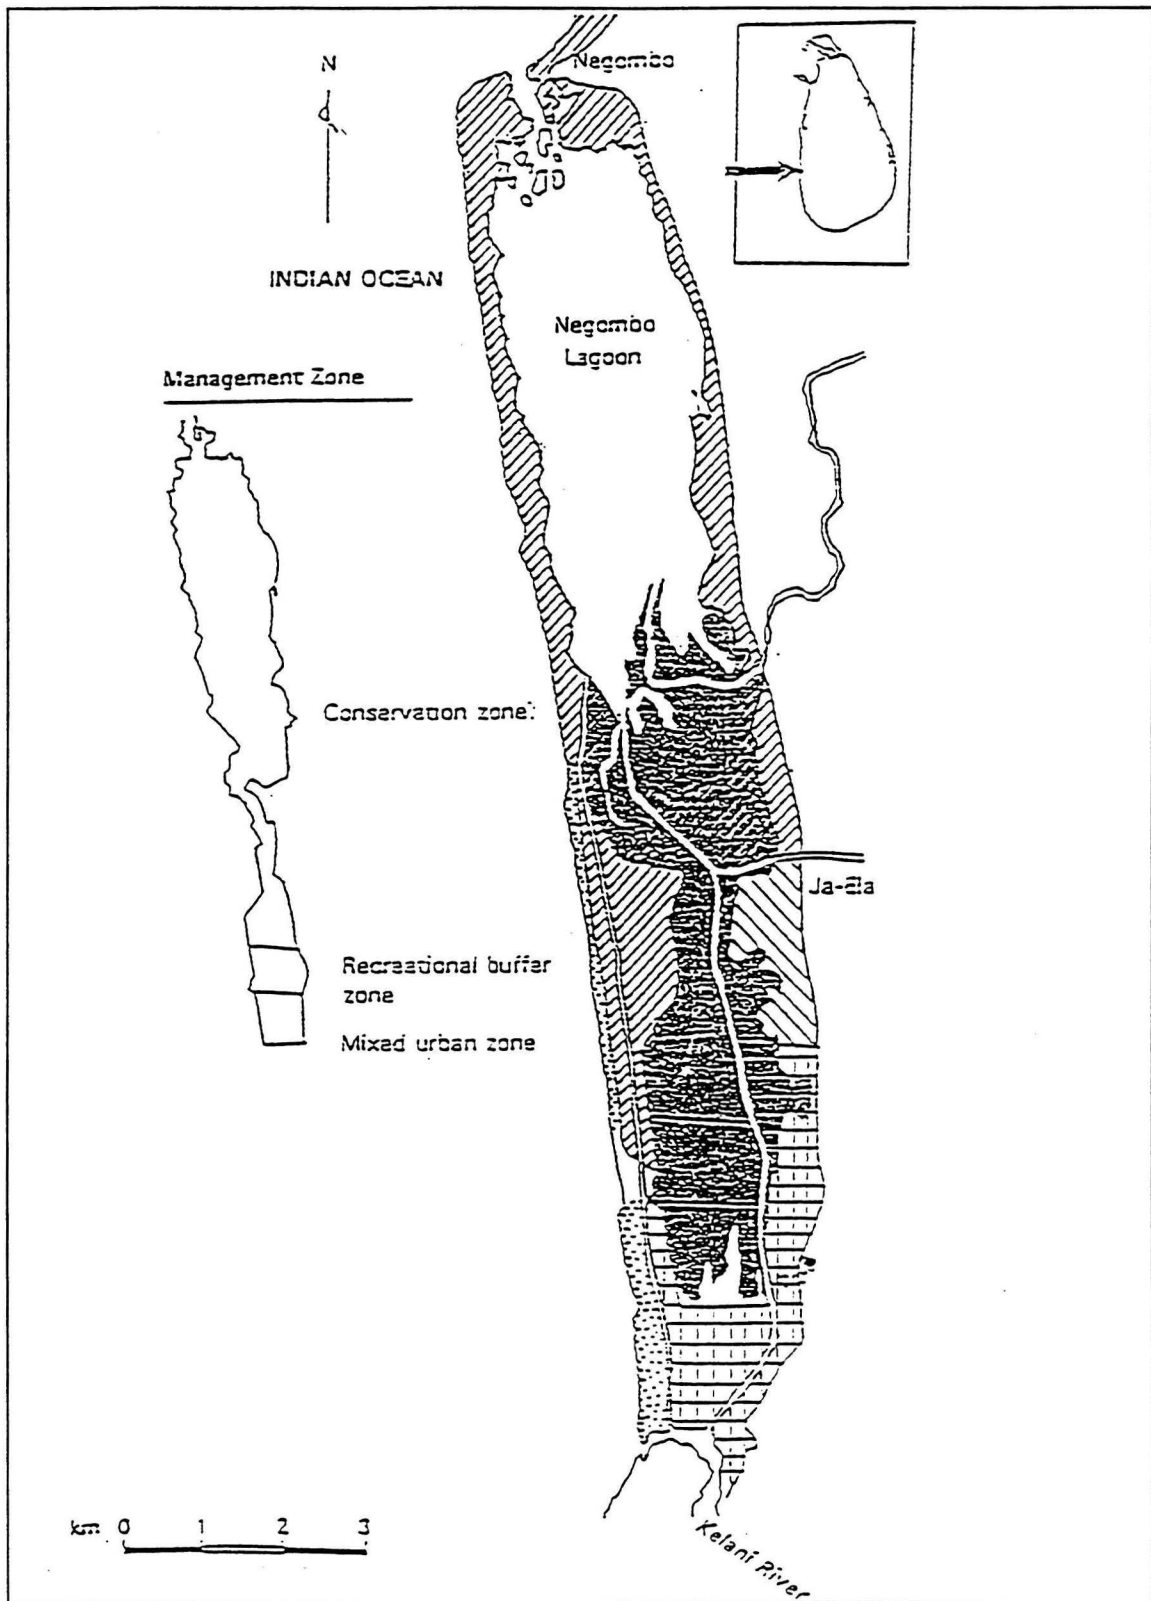 Negombo
N
INDIAN OCEAN
Negombo
Lagoon
Management Zone
Conservation zone
Ja-Ela
Recreational buffer
zone
Mixed urban zone
km 0 1 2 3
Kelani River